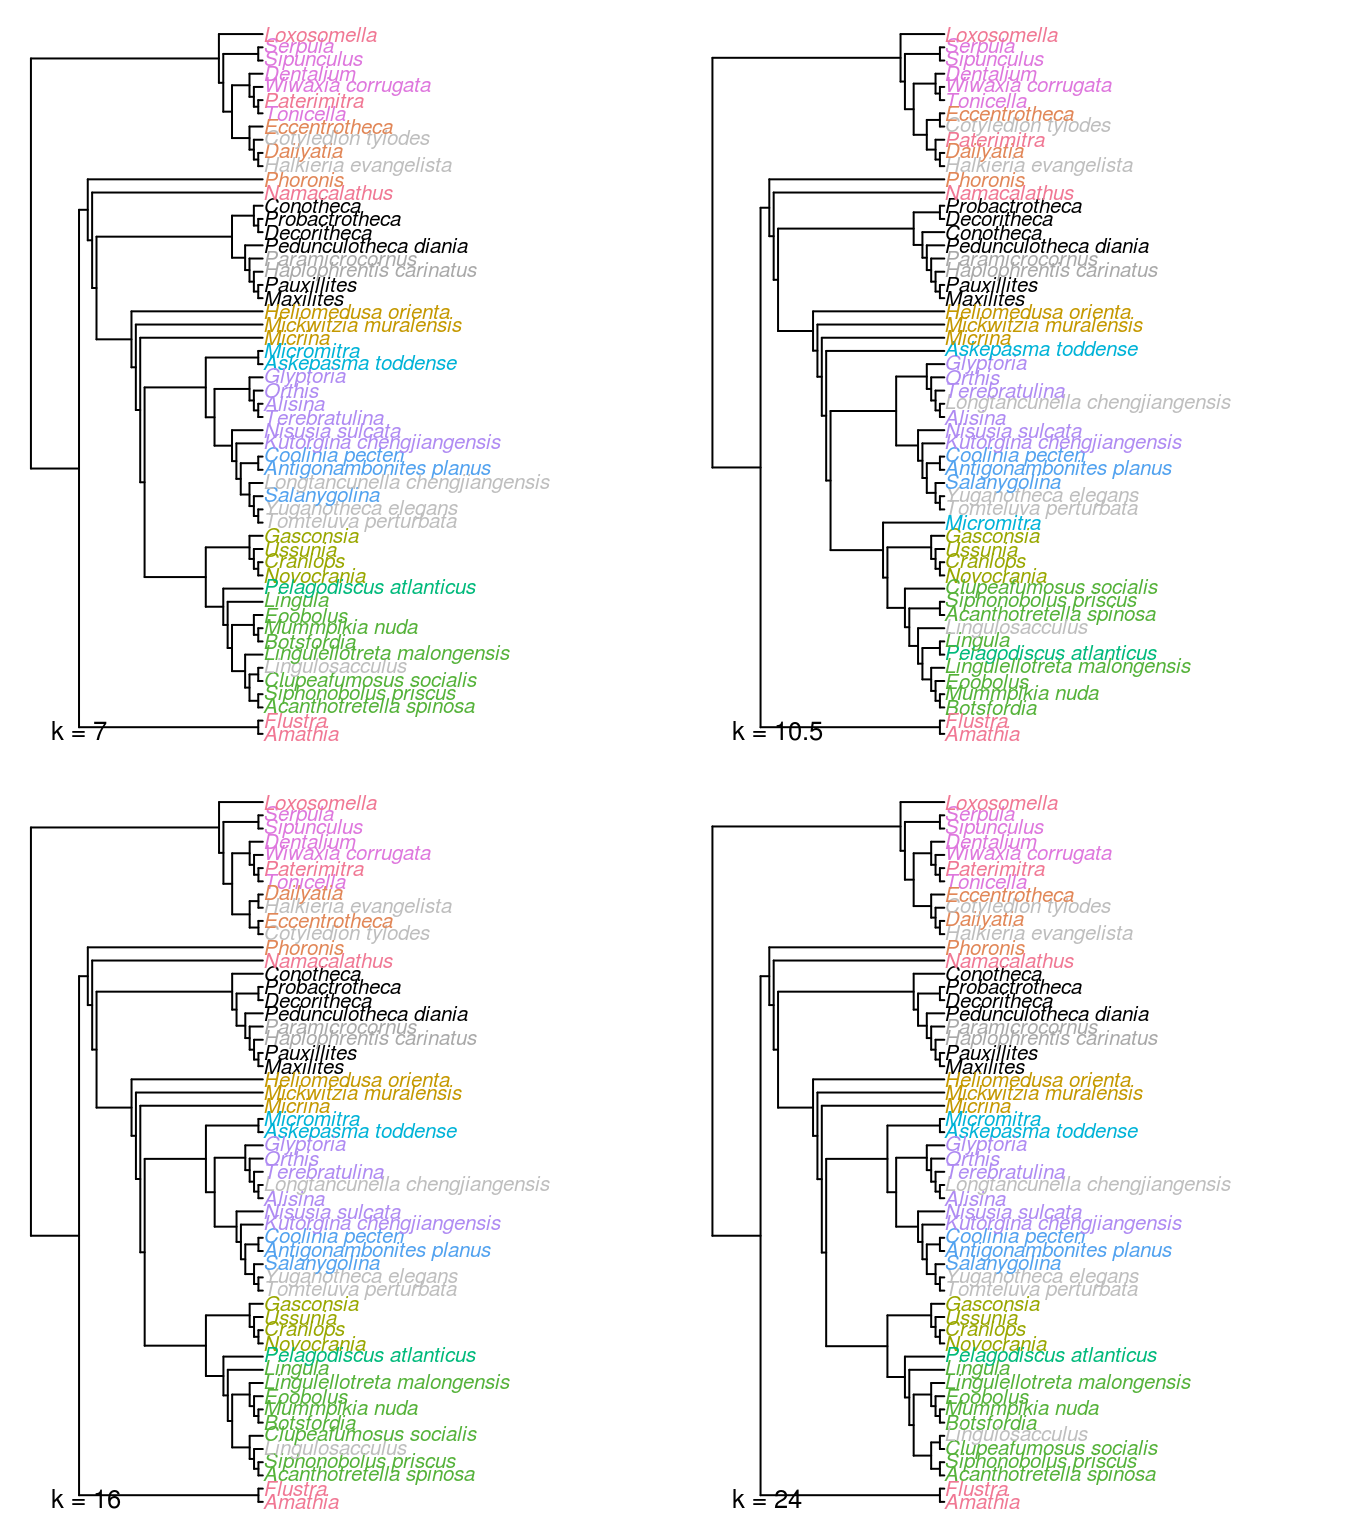 Loxosomella
Serpula
Sipunculus
Dentalium
Wiwaxia corrugata
Paterimitra
Tonicella
Eccentrotheca
Cotyledion tylodes
Dailyatia
Halkieria evangelista
Phoronis
Namacalathus
Conotheca
Probactrotheca
Decoritheca
Pedunculotheca diania
Paramicrocornus
Haplophrentis carinatus
Pauxillites
Maxilites
Heliomedusa orienta
Mickwitzia muralensis
Micrina
Micromitra
Askepasma toddense
Glyptoria
Orthis
Alisina
Terebratulina
Nisusia sulcata
Kutorgina chengjiangensis
Coolinia pecten
Antigonambonites planus
Longtancunella chengjiangensis
Salanygolina
Yuganotheca elegans
Tomteluva perturbata
Gasconsia
Ussunia
Craniops
Novocrania
Pelagodiscus atlanticus
Lingula
Eoobolus
Mummpikia nuda
Botsfordia
Lingulellotreta malongensis
Lingulosacculus
Clupeafumosus socialis
Siphonobolus priscus
Acanthotretella spinosa
Flustra
Amathia
k = 7
Loxosomella
Serpula
Sipunculus
Dentalium
Wiwaxia corrugata
Tonicella
Eccentrotheca
Cotyledion tylodes
Paterimitra
Dailyatia
Halkieria evangelista
Phoronis
Namacalathus
Probactrotheca
Decoritheca
Conotheca
Pedunculotheca diania
Paramicrocornus
Haplophrentis carinatus
Pauxillites
Maxilites
Heliomedusa orienta
Mickwitzia muralensis
Micrina
Askepasma toddense
Glyptoria
Orthis
Terebratulina
Longtancunella chengjiangensis
Alisina
Nisusia sulcata
Kutorgina chengjiangensis
Coolinia pecten
Antigonambonites planus
Salanygolina
Yuganotheca elegans
Tomteluva perturbata
Micromitra
Gasconsia
Ussunia
Craniops
Novocrania
Clupeafumosus socialis
Siphonobolus priscus
Acanthotretella spinosa
Lingulosacculus
Lingula
Pelagodiscus atlanticus
Lingulellotreta malongensis
Eoobolus
Mummpikia nuda
Botsfordia
Flustra
Amathia
k = 10.5
Loxosomella
Serpula
Sipunculus
Dentalium
Wiwaxia corrugata
Paterimitra
Tonicella
Dailyatia
Halkieria evangelista
Eccentrotheca
Cotyledion tylodes
Phoronis
Namacalathus
Conotheca
Probactrotheca
Decoritheca
Pedunculotheca diania
Paramicrocornus
Haplophrentis carinatus
Pauxillites
Maxilites
Heliomedusa orienta
Mickwitzia muralensis
Micrina
Micromitra
Askepasma toddense
Glyptoria
Orthis
Terebratulina
Longtancunella chengjiangensis
Alisina
Nisusia sulcata
Kutorgina chengjiangensis
Coolinia pecten
Antigonambonites planus
Salanygolina
Yuganotheca elegans
Tomteluva perturbata
Gasconsia
Ussunia
Craniops
Novocrania
Pelagodiscus atlanticus
Lingula
Lingulellotreta malongensis
Eoobolus
Mummpikia nuda
Botsfordia
Clupeafumosus socialis
Lingulosacculus
Siphonobolus priscus
Acanthotretella spinosa
Flustra
Amathia
k = 16
Loxosomella
Serpula
Sipunculus
Dentalium
Wiwaxia corrugata
Paterimitra
Tonicella
Eccentrotheca
Cotyledion tylodes
Dailyatia
Halkieria evangelista
Phoronis
Namacalathus
Conotheca
Probactrotheca
Decoritheca
Pedunculotheca diania
Paramicrocornus
Haplophrentis carinatus
Pauxillites
Maxilites
Heliomedusa orienta
Mickwitzia muralensis
Micrina
Micromitra
Askepasma toddense
Glyptoria
Orthis
Terebratulina
Longtancunella chengjiangensis
Alisina
Nisusia sulcata
Kutorgina chengjiangensis
Coolinia pecten
Antigonambonites planus
Salanygolina
Yuganotheca elegans
Tomteluva perturbata
Gasconsia
Ussunia
Craniops
Novocrania
Pelagodiscus atlanticus
Lingula
Lingulellotreta malongensis
Eoobolus
Mummpikia nuda
Botsfordia
Lingulosacculus
Clupeafumosus socialis
Siphonobolus priscus
Acanthotretella spinosa
Flustra
Amathia
k = 24